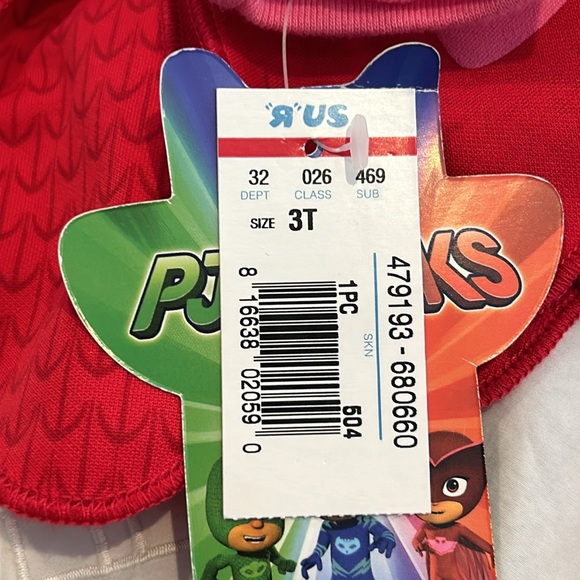 "R"US
32 026 469
DEPT CLASS SUB
SIZE 3T
PJ KS
479193-680660
SKN
1PC 504
8 16638 02059 0